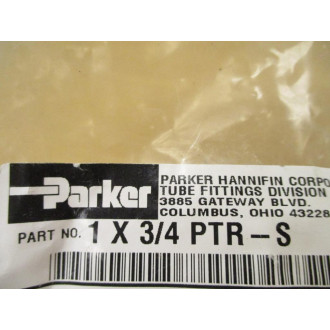 Parker
PARKER HANNIFIN CORPO
TUBE FITTINGS DIVISION
3885 GATEWAY BLVD.
COLUMBUS, OHIO 43228
PART NO. 1 X 3/4 PTR – S